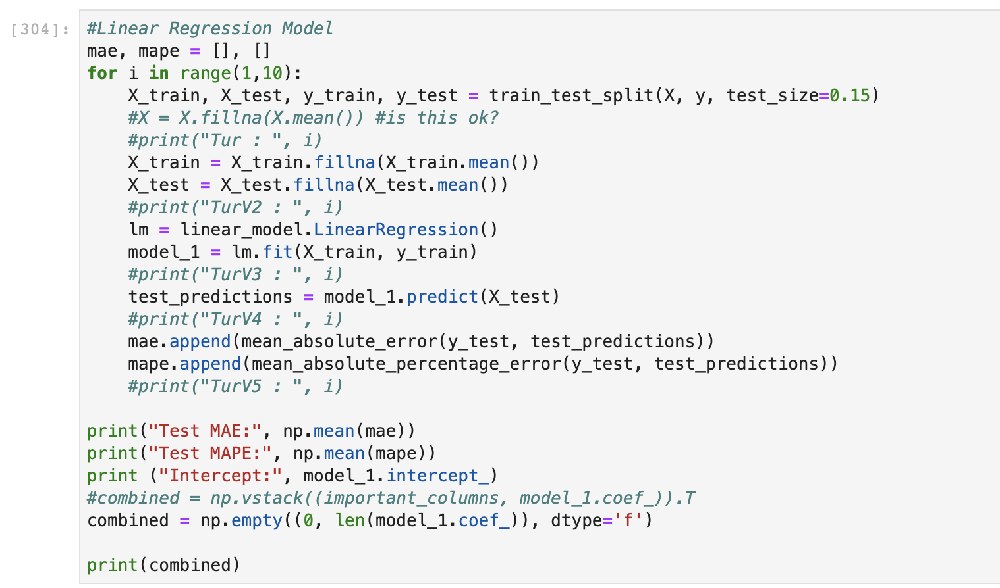 [304]:
#Linear Regression Model
mae, mape = [], []
for i in range(1,10):
    X_train, X_test, y_train, y_test = train_test_split(X, y, test_size=0.15)
    #X = X.fillna(X.mean()) #is this ok?
    #print("Tur : ", i)
    X_train = X_train.fillna(X_train.mean())
    X_test = X_test.fillna(X_test.mean())
    #print("TurV2 : ", i)
    lm = linear_model.LinearRegression()
    model_1 = lm.fit(X_train, y_train)
    #print("TurV3 : ", i)
    test_predictions = model_1.predict(X_test)
    #print("TurV4 : ", i)
    mae.append(mean_absolute_error(y_test, test_predictions))
    mape.append(mean_absolute_percentage_error(y_test, test_predictions))
    #print("TurV5 : ", i)

print("Test MAE:", np.mean(mae))
print("Test MAPE:", np.mean(mape))
print ("Intercept:", model_1.intercept_)
#combined = np.vstack((important_columns, model_1.coef_)).T
combined = np.empty((0, len(model_1.coef_)), dtype='f')

print(combined)